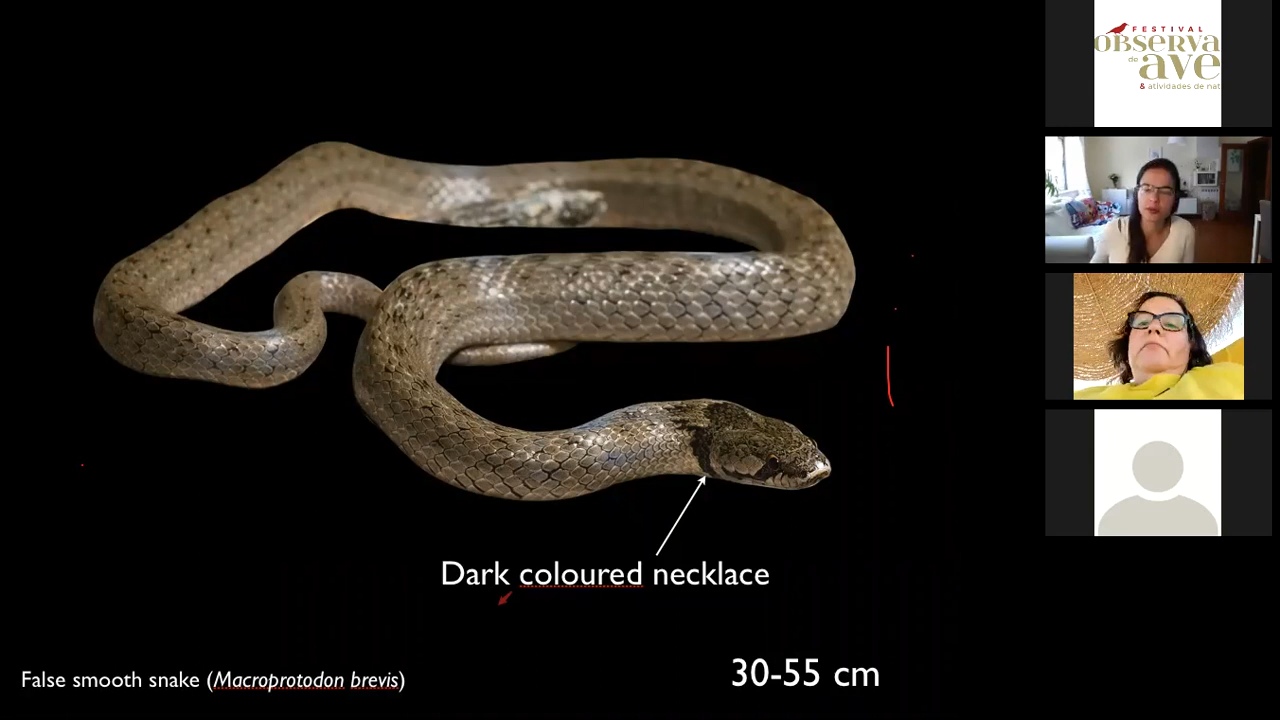 FESTIVAL
OBSERVA
de ave
& atividades de nat
Dark coloured necklace
False smooth snake (Macroprotodon brevis)
30-55 cm